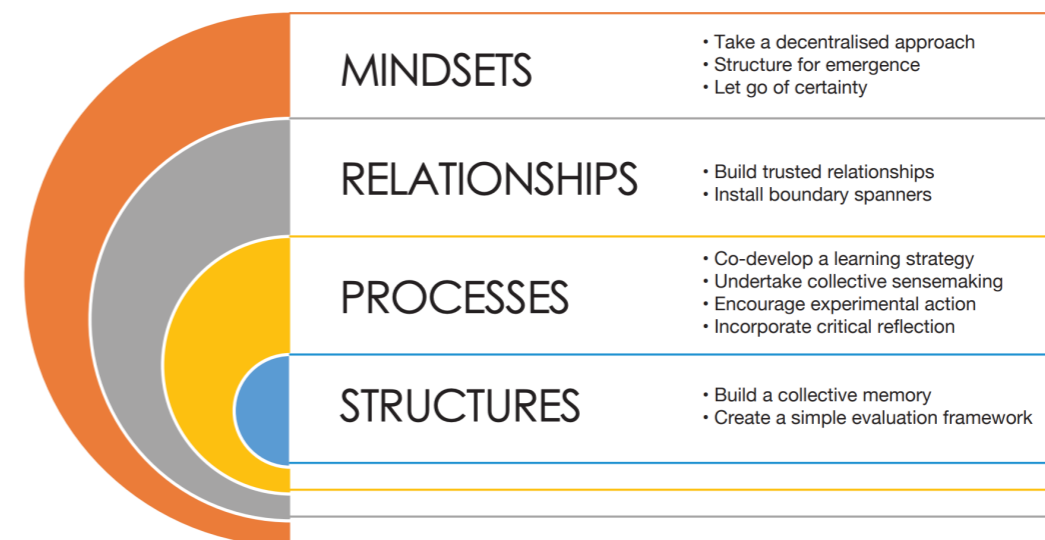 MINDSETS
• Take a decentralised approach
• Structure for emergence
• Let go of certainty
RELATIONSHIPS
• Build trusted relationships
• Install boundary spanners
PROCESSES
• Co-develop a learning strategy
• Undertake collective sensemaking
• Encourage experimental action
• Incorporate critical reflection
STRUCTURES
• Build a collective memory
• Create a simple evaluation framework